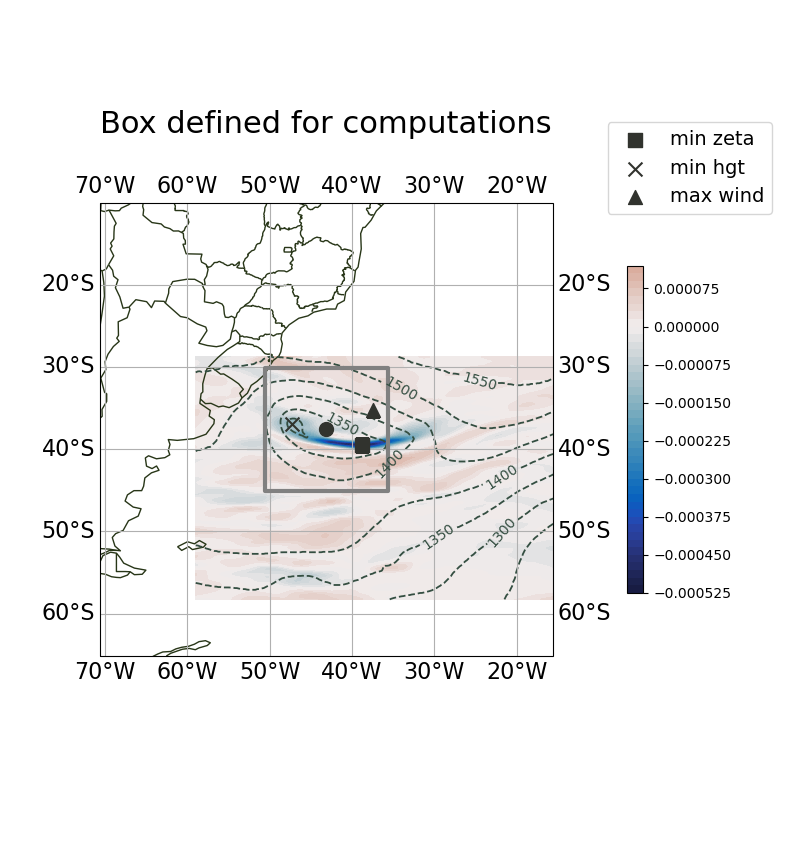 Box defined for computations
min zeta
min hgt
max wind
70°W 60°W 50°W 40°W 30°W 20°W
20°S 20°S
30°S 30°S
40°S 40°S
50°S 50°S
60°S 60°S
70°W 60°W 50°W 40°W 30°W 20°W
1500
1550
1350
1400
1400
1350
1300
0.000075
0.000000
−0.000075
−0.000150
−0.000225
−0.000300
−0.000375
−0.000450
−0.000525